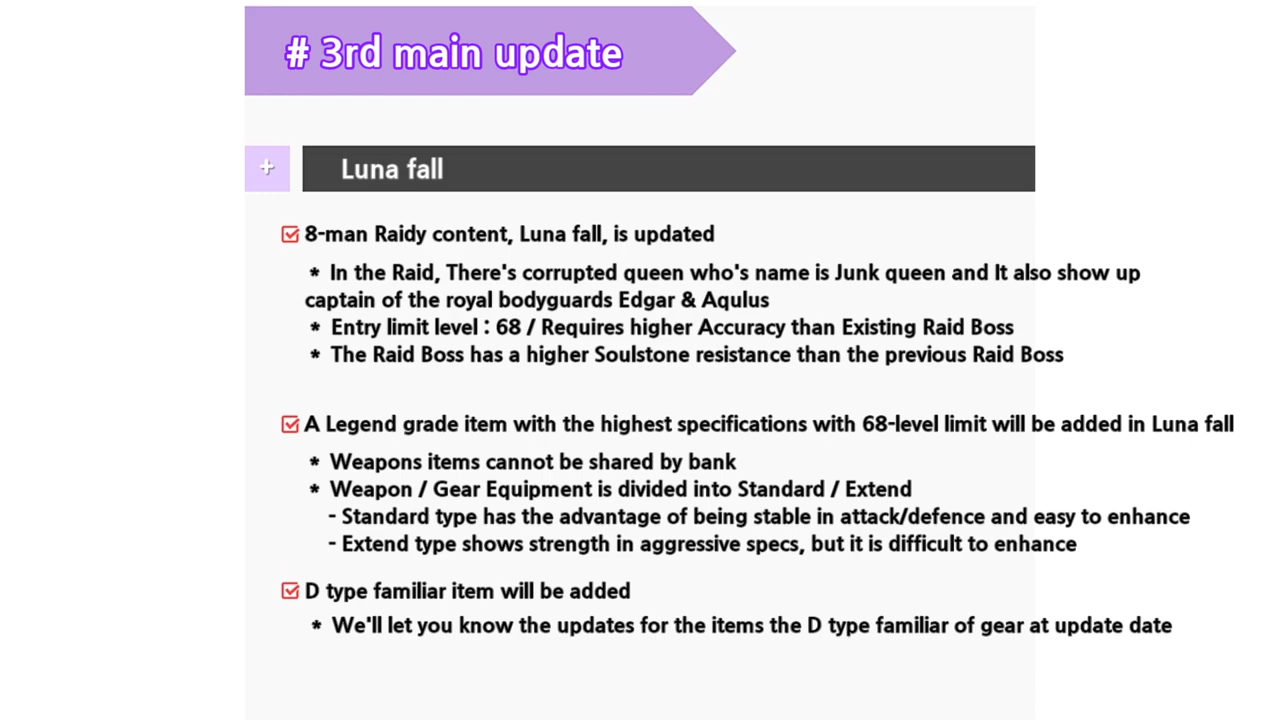 # 3rd main update
+ Luna fall
8-man Raidy content, Luna fall, is updated
* In the Raid, There's corrupted queen who's name is Junk queen and It also show up
captain of the royal bodyguards Edgar & Aqulus
* Entry limit level : 68 / Requires higher Accuracy than Existing Raid Boss
* The Raid Boss has a higher Soulstone resistance than the previous Raid Boss
A Legend grade item with the highest specifications with 68-level limit will be added in Luna fall
* Weapons items cannot be shared by bank
* Weapon / Gear Equipment is divided into Standard / Extend
- Standard type has the advantage of being stable in attack/defence and easy to enhance
- Extend type shows strength in aggressive specs, but it is difficult to enhance
D type familiar item will be added
* We'll let you know the updates for the items the D type familiar of gear at update date